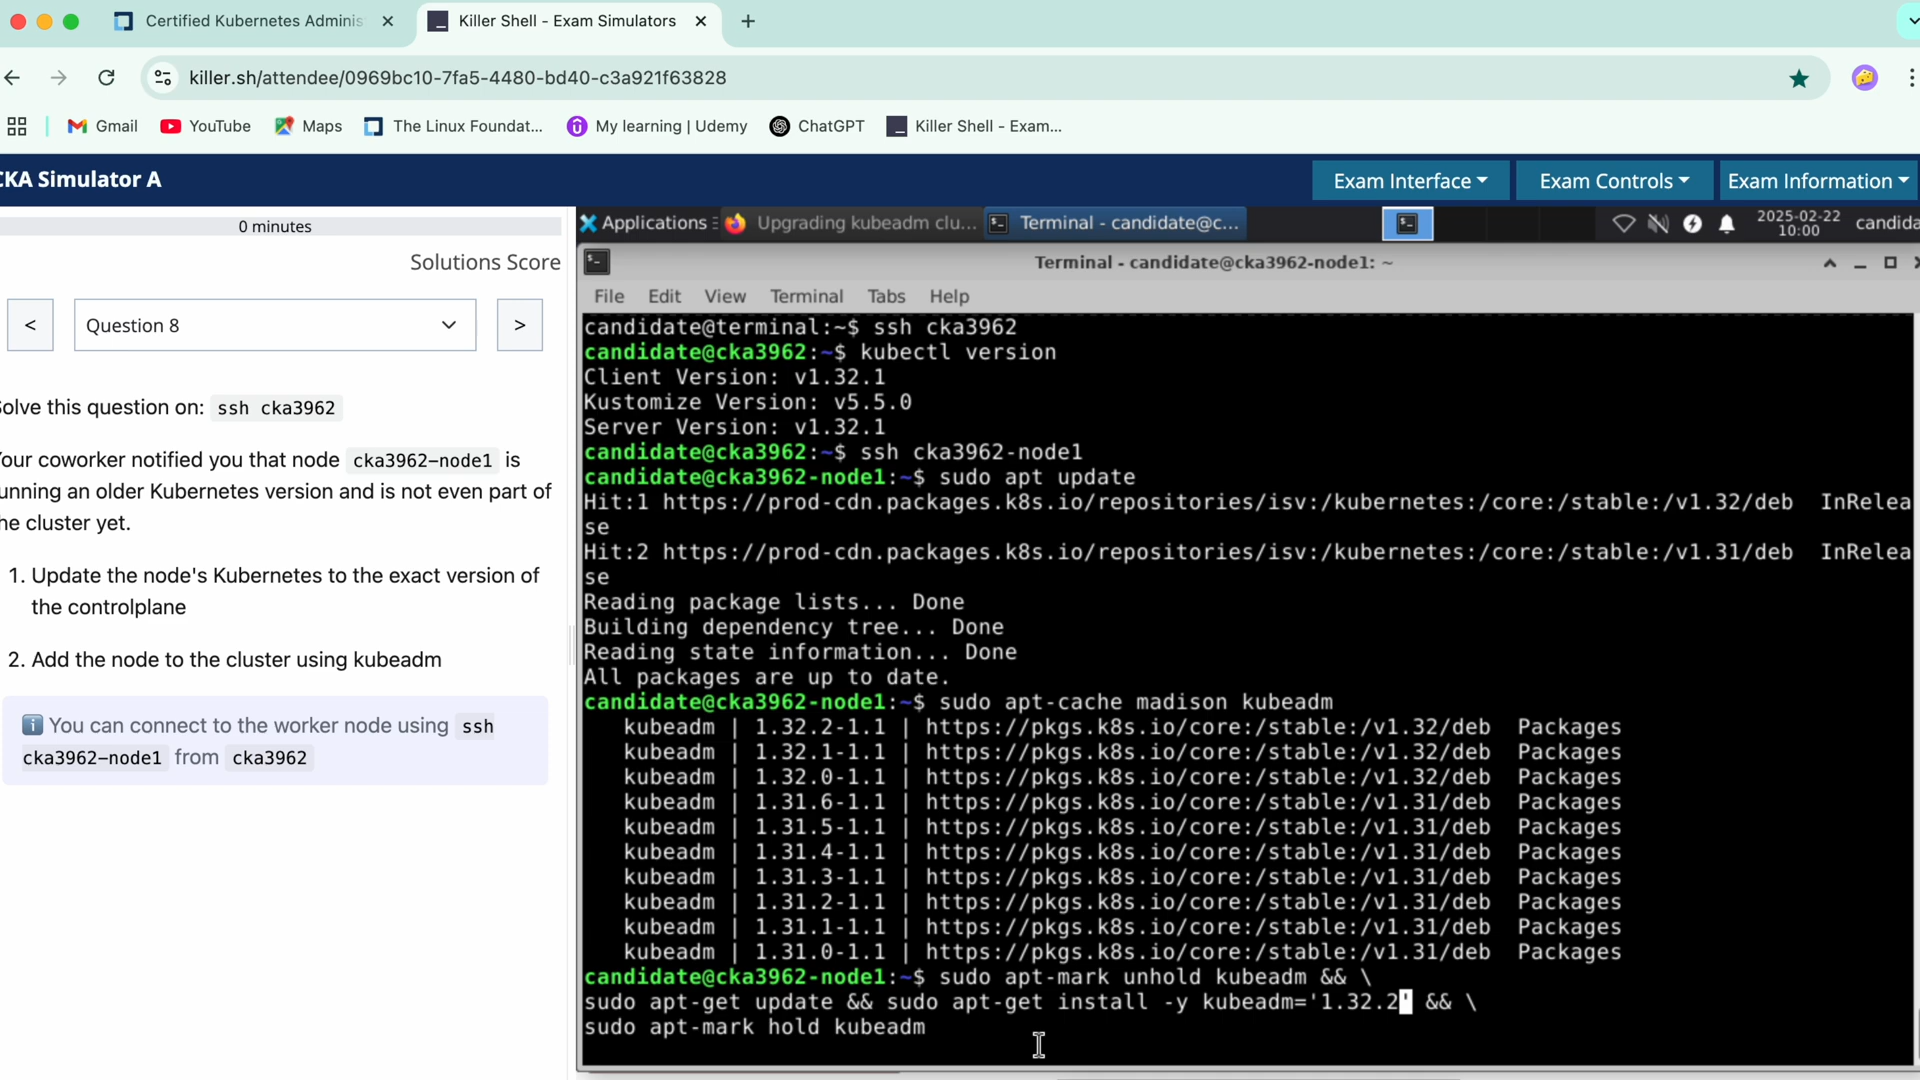 Certified Kubernetes Adminis
Killer Shell - Exam Simulators
killer.sh/attendee/0969bc10-7fa5-4480-bd40-c3a921f63828
Gmail
YouTube
Maps
The Linux Foundat...
My learning | Udemy
ChatGPT
Killer Shell - Exam...
CKA Simulator A
Exam Interface
Exam Controls
Exam Information
0 minutes
Solutions Score
<
Question 8
>
Solve this question on: ssh cka3962
Your coworker notified you that node cka3962-node1 is
running an older Kubernetes version and is not even part of
the cluster yet.
1. Update the node's Kubernetes to the exact version of
the controlplane
2. Add the node to the cluster using kubeadm
You can connect to the worker node using ssh
cka3962-node1 from cka3962
Applications
Upgrading kubeadm clu...
Terminal - candidate@c...
2025-02-22
10:00
candida
Terminal - candidate@cka3962-node1: ~
File Edit View Terminal Tabs Help
candidate@terminal:~$ ssh cka3962
candidate@cka3962:~$ kubectl version
Client Version: v1.32.1
Kustomize Version: v5.5.0
Server Version: v1.32.1
candidate@cka3962:~$ ssh cka3962-node1
candidate@cka3962-node1:~$ sudo apt update
Hit:1 https://prod-cdn.packages.k8s.io/repositories/isv:/kubernetes:/core:/stable:/v1.32/deb  InRelea
se
Hit:2 https://prod-cdn.packages.k8s.io/repositories/isv:/kubernetes:/core:/stable:/v1.31/deb  InRelea
se
Reading package lists... Done
Building dependency tree... Done
Reading state information... Done
All packages are up to date.
candidate@cka3962-node1:~$ sudo apt-cache madison kubeadm
kubeadm | 1.32.2-1.1 | https://pkgs.k8s.io/core:/stable:/v1.32/deb  Packages
kubeadm | 1.32.1-1.1 | https://pkgs.k8s.io/core:/stable:/v1.32/deb  Packages
kubeadm | 1.32.0-1.1 | https://pkgs.k8s.io/core:/stable:/v1.32/deb  Packages
kubeadm | 1.31.6-1.1 | https://pkgs.k8s.io/core:/stable:/v1.31/deb  Packages
kubeadm | 1.31.5-1.1 | https://pkgs.k8s.io/core:/stable:/v1.31/deb  Packages
kubeadm | 1.31.4-1.1 | https://pkgs.k8s.io/core:/stable:/v1.31/deb  Packages
kubeadm | 1.31.3-1.1 | https://pkgs.k8s.io/core:/stable:/v1.31/deb  Packages
kubeadm | 1.31.2-1.1 | https://pkgs.k8s.io/core:/stable:/v1.31/deb  Packages
kubeadm | 1.31.1-1.1 | https://pkgs.k8s.io/core:/stable:/v1.31/deb  Packages
kubeadm | 1.31.0-1.1 | https://pkgs.k8s.io/core:/stable:/v1.31/deb  Packages
candidate@cka3962-node1:~$ sudo apt-mark unhold kubeadm && \
sudo apt-get update && sudo apt-get install -y kubeadm='1.32.2' && \
sudo apt-mark hold kubeadm